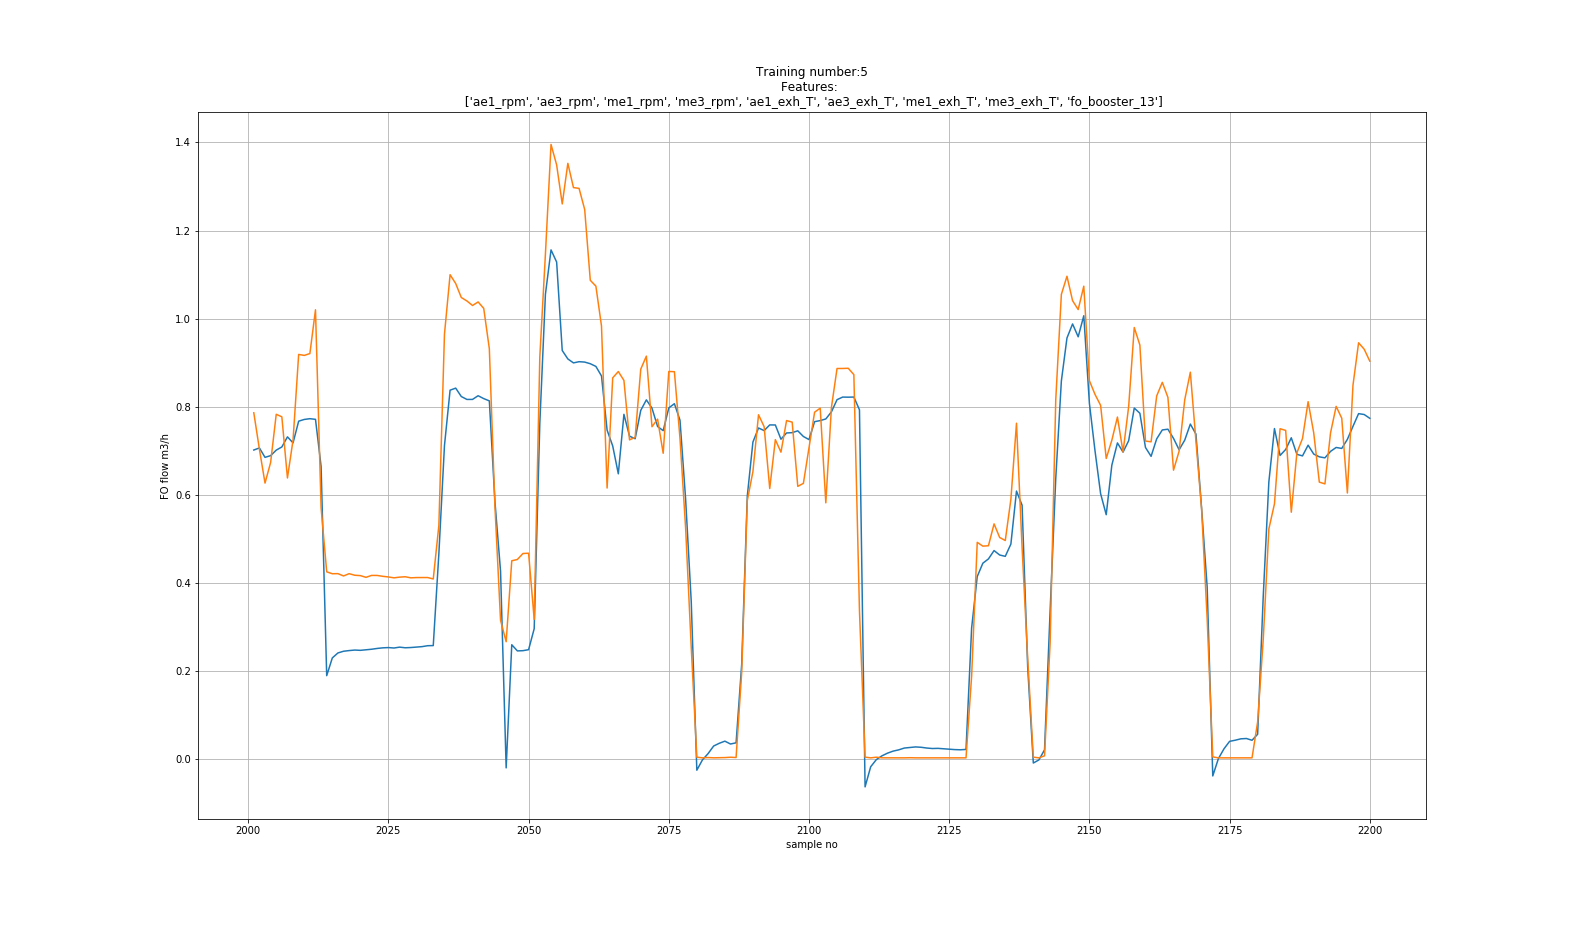 Training number:5
Features:
['ae1_rpm', 'ae3_rpm', 'me1_rpm', 'me3_rpm', 'ae1_exh_T', 'ae3_exh_T', 'me1_exh_T', 'me3_exh_T', 'fo_booster_13']
FO flow m3/h
1.4
1.2
1.0
0.8
0.6
0.4
0.2
0.0
2000 2025 2050 2075 2100 2125 2150 2175 2200
sample no